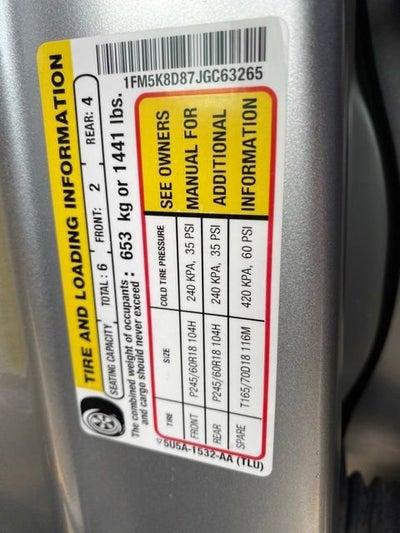 1FM5K8D87JGC63265
TIRE AND LOADING INFORMATION
SEATING CAPACITY TOTAL : 6 FRONT: 2 REAR: 4
The combined weight of occupants
and cargo should never exceed : 653 kg or 1441 lbs.
TIRE SIZE COLD TIRE PRESSURE SEE OWNERS
FRONT P245/60R18 104H 240 KPA, 35 PSI MANUAL FOR
REAR P245/60R18 104H 240 KPA, 35 PSI ADDITIONAL
SPARE T165/70D18 116M 420 KPA, 60 PSI INFORMATION
5U5A-1532-AA (TLU)